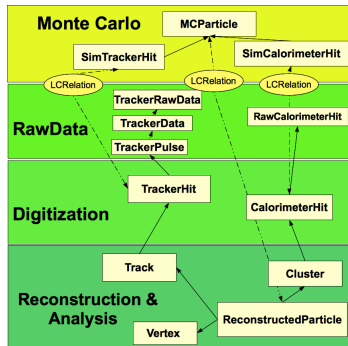 Monte Carlo
MCParticle
SimTrackerHit
SimCalorimeterHit
LCRelation
LCRelation
LCRelation
TrackerRawData
TrackerData
RawCalorimeterHit
RawData
TrackerPulse
TrackerHit
CalorimeterHit
Digitization
Track
Cluster
Reconstruction &
Analysis
ReconstructedParticle
Vertex